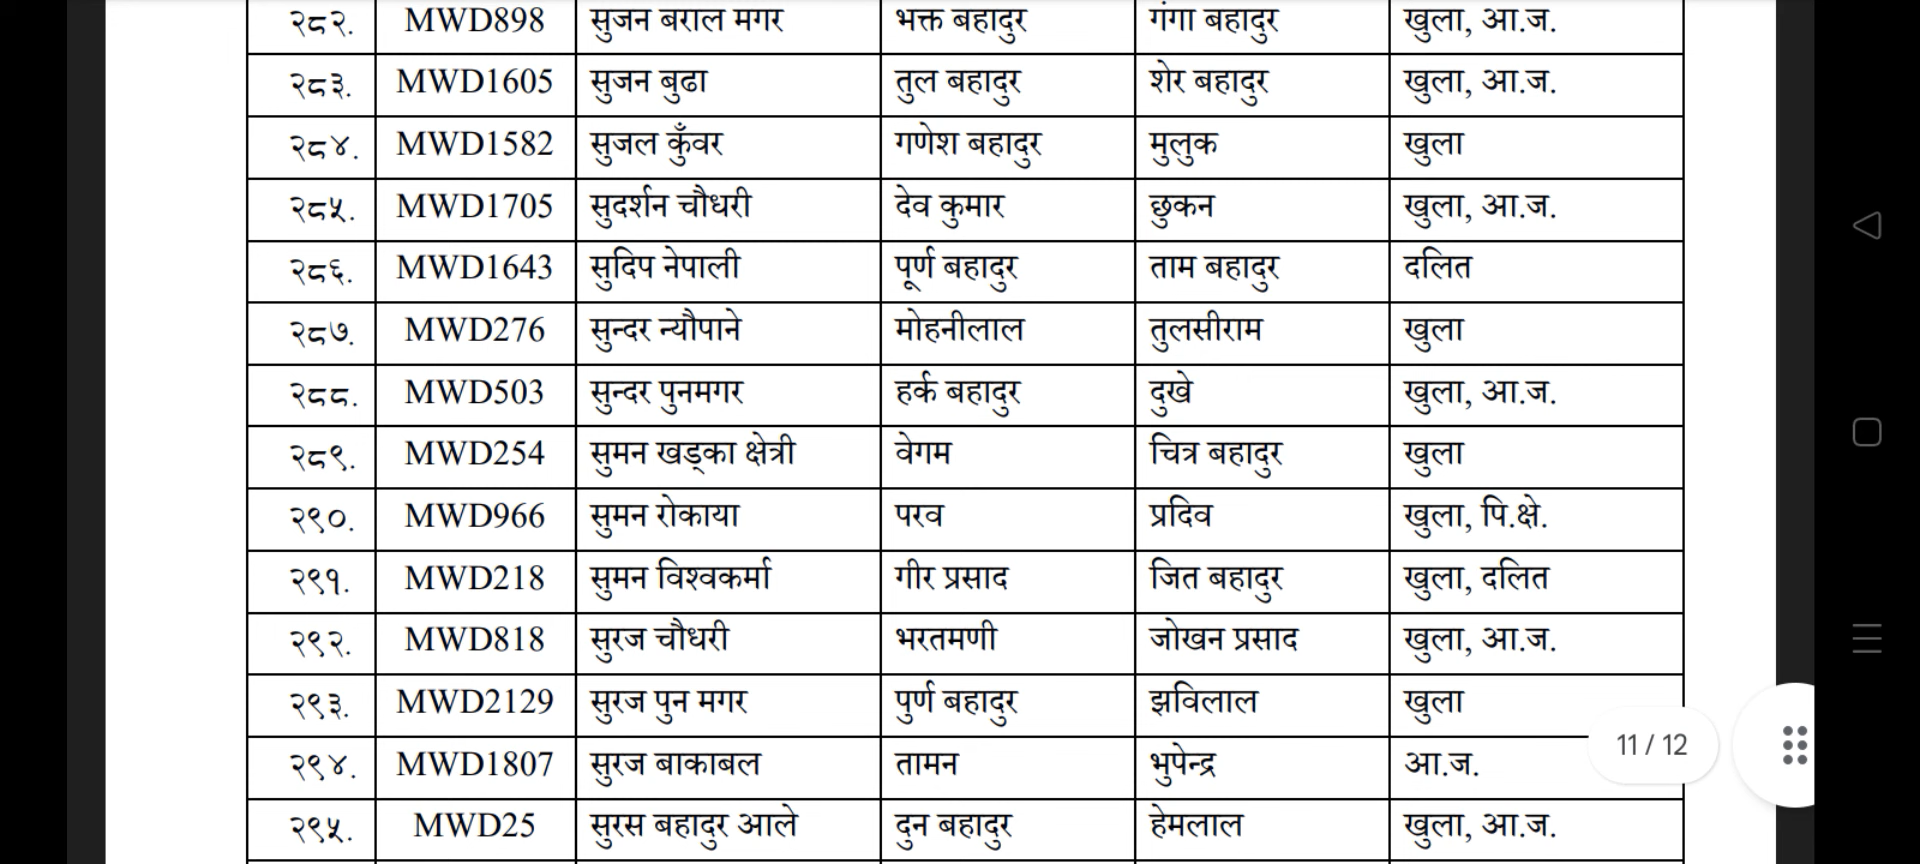 २८२. MWD898 सुजन बराल मगर भक्त बहादुर गंगा बहादुर खुला, आ.ज.
२८३. MWD1605 सुजन बुढा तुल बहादुर शेर बहादुर खुला, आ.ज.
२८४. MWD1582 सुजल कुँवर गणेश बहादुर मुलुक खुला
२८५. MWD1705 सुदर्शन चौधरी देव कुमार छुकन खुला, आ.ज.
२८६. MWD1643 सुदिप नेपाली पूर्ण बहादुर ताम बहादुर दलित
२८७. MWD276 सुन्दर न्यौपाने मोहनीलाल तुलसीराम खुला
२८८. MWD503 सुन्दर पुनमगर हर्क बहादुर दुखे खुला, आ.ज.
२८९. MWD254 सुमन खड्का क्षेत्री वेगम चित्र बहादुर खुला
२९०. MWD966 सुमन रोकाया परव प्रदिव खुला, पि.क्षे.
२९१. MWD218 सुमन विश्वकर्मा गीर प्रसाद जित बहादुर खुला, दलित
२९२. MWD818 सुरज चौधरी भरतमणी जोखन प्रसाद खुला, आ.ज.
२९३. MWD2129 सुरज पुन मगर पुर्ण बहादुर झविलाल खुला
11 / 12
२९४. MWD1807 सुरज बाकाबल तामन भुपेन्द्र आ.ज.
२९५. MWD25 सुरस बहादुर आले दुन बहादुर हेमलाल खुला, आ.ज.